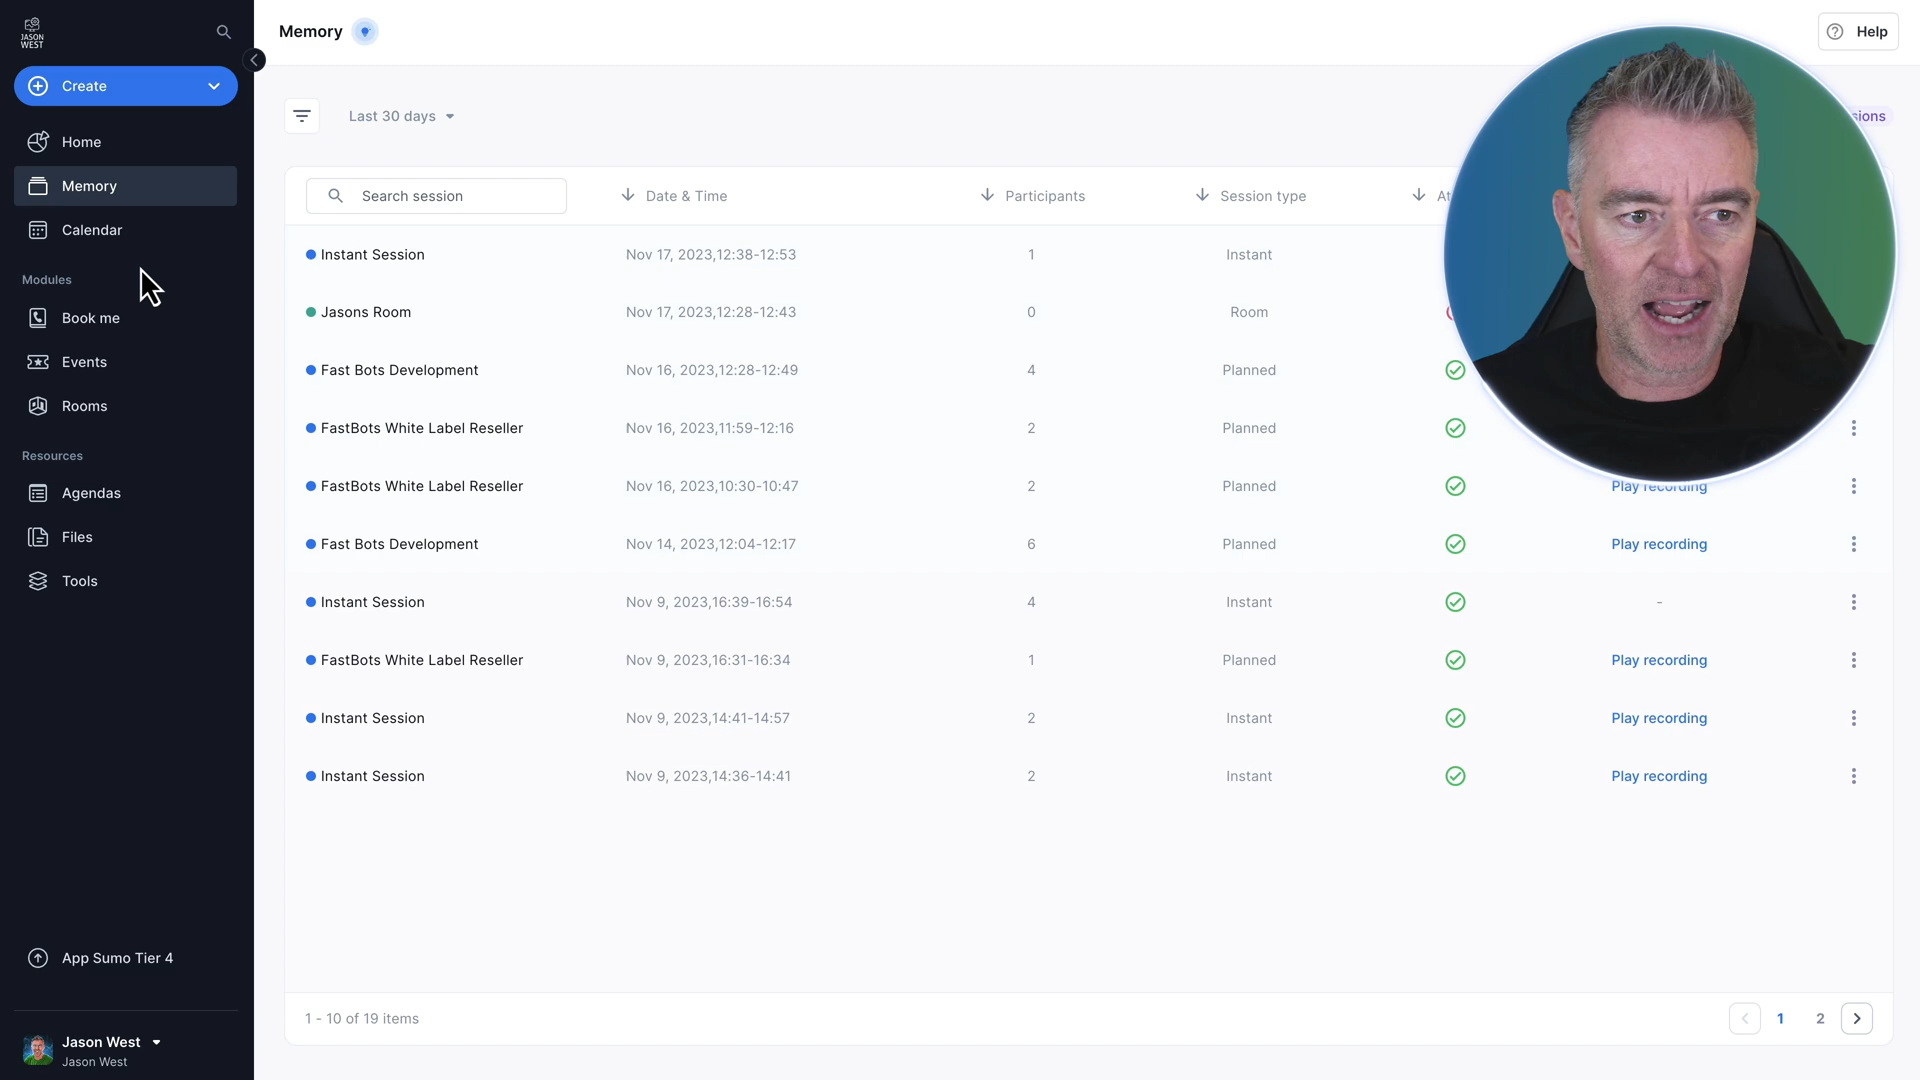 JASON
WEST
Memory
Help
Create
Last 30 days
Home
Memory
Search session
Date & Time
Participants
Session type
Calendar
Instant Session
Nov 17, 2023,12:38-12:53
1
Instant
Modules
Jasons Room
Nov 17, 2023,12:28-12:43
0
Room
Book me
Events
Fast Bots Development
Nov 16, 2023,12:28-12:49
4
Planned
Rooms
FastBots White Label Reseller
Nov 16, 2023,11:59-12:16
2
Planned
Resources
FastBots White Label Reseller
Nov 16, 2023,10:30-10:47
2
Planned
Play recording
Agendas
Files
Fast Bots Development
Nov 14, 2023,12:04-12:17
6
Planned
Play recording
Tools
Instant Session
Nov 9, 2023,16:39-16:54
4
Instant
-
FastBots White Label Reseller
Nov 9, 2023,16:31-16:34
1
Planned
Play recording
Instant Session
Nov 9, 2023,14:41-14:57
2
Instant
Play recording
Instant Session
Nov 9, 2023,14:36-14:41
2
Instant
Play recording
App Sumo Tier 4
1 - 10 of 19 items
1
2
Jason West
Jason West